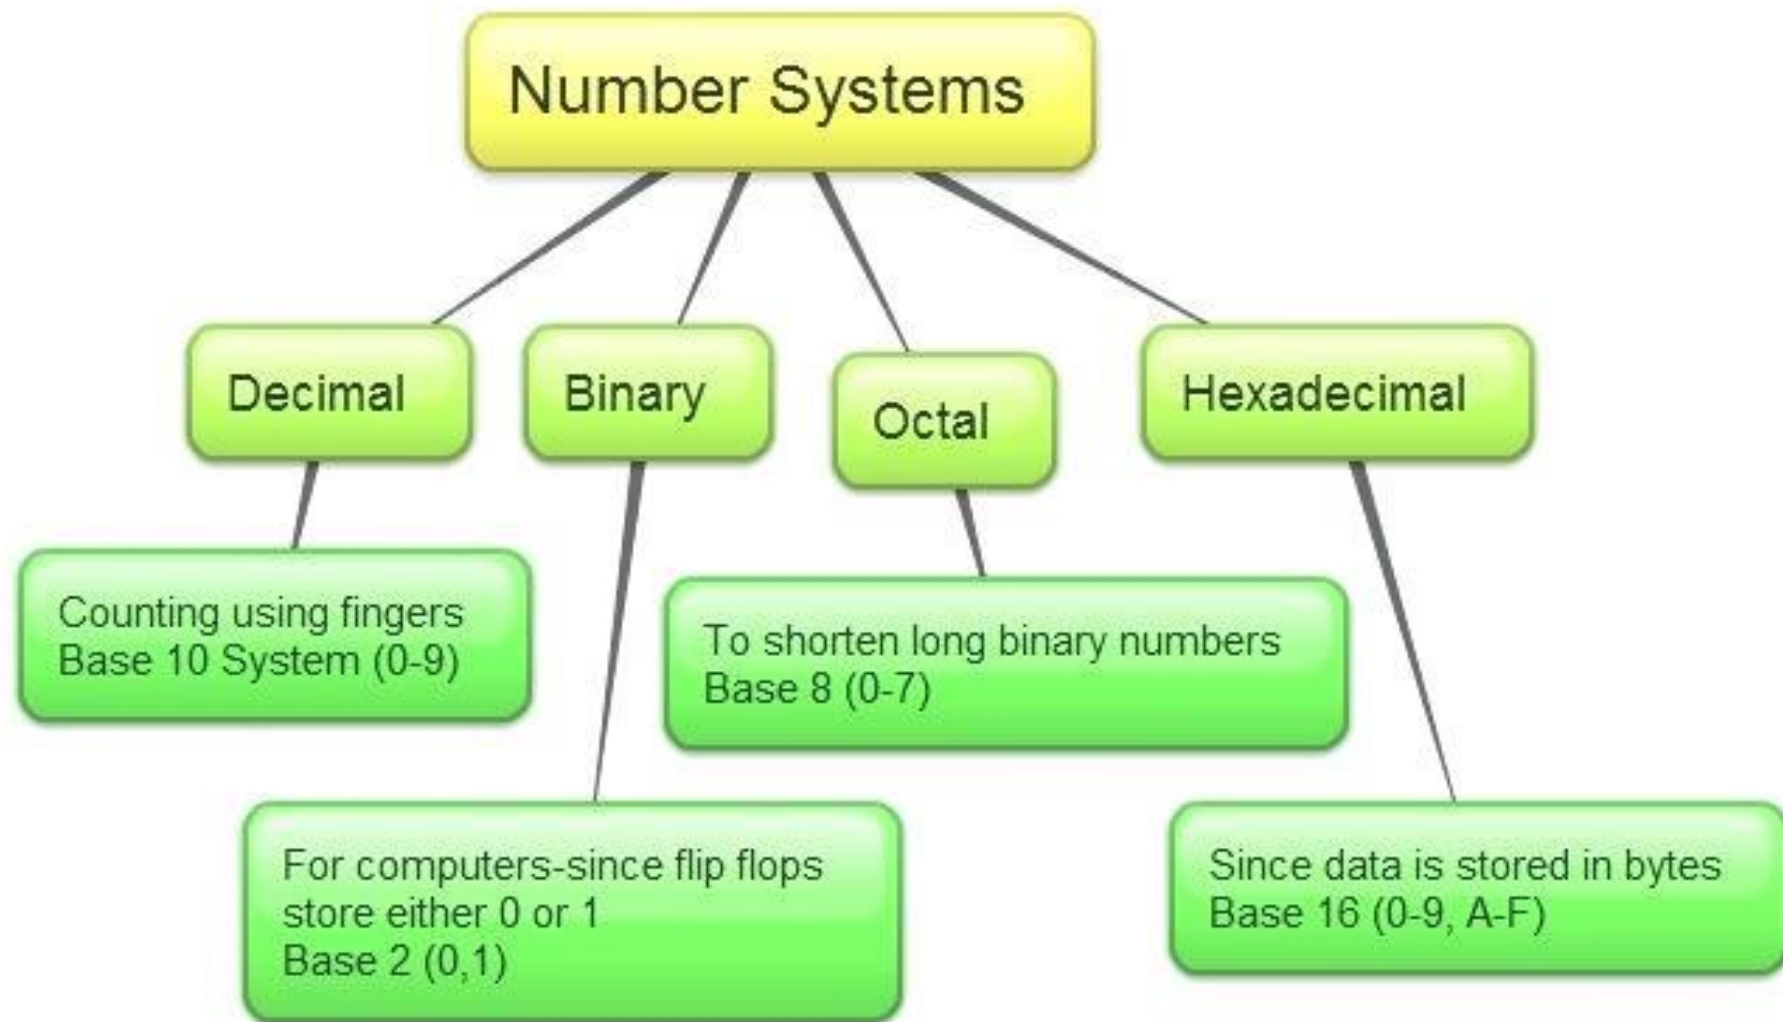 Number Systems
Decimal
Binary
Octal
Hexadecimal
Counting using fingers
Base 10 System (0-9)
To shorten long binary numbers
Base 8 (0-7)
For computers-since flip flops
store either 0 or 1
Base 2 (0,1)
Since data is stored in bytes
Base 16 (0-9, A-F)